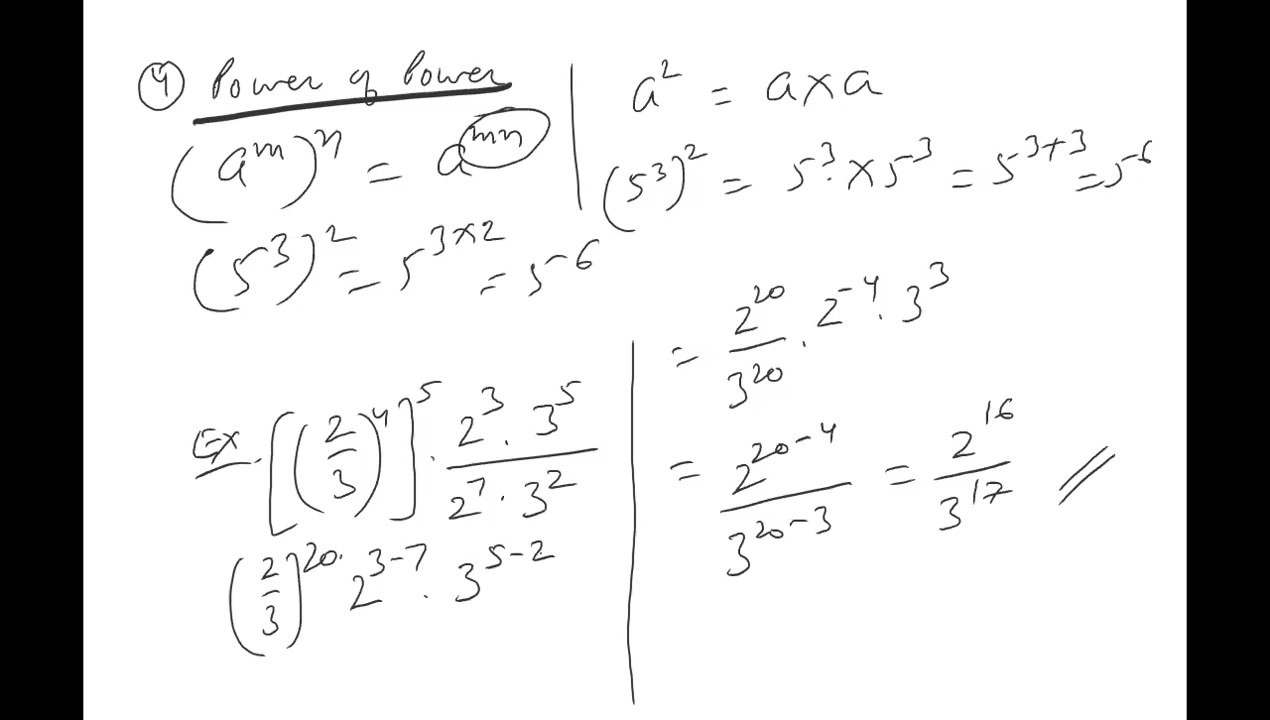 ④ Power of Power
(a^m)^n = a^{mn}
(5^3)^2 = 5^{3×2} = 5^6
a^2 = a×a
(5^3)^2 = 5^3 × 5^3 = 5^{3+3} = 5^6
Ex. [(2/3)^4]^5 . (2^3 . 3^5)/(2^7 . 3^2)
(2/3)^{20} . 2^{3-7} . 3^{5-2}
= 2^{20}/3^{20} . 2^{-4} . 3^3
= 2^{20-4}/3^{20-3} = 2^{16}/3^{17} //